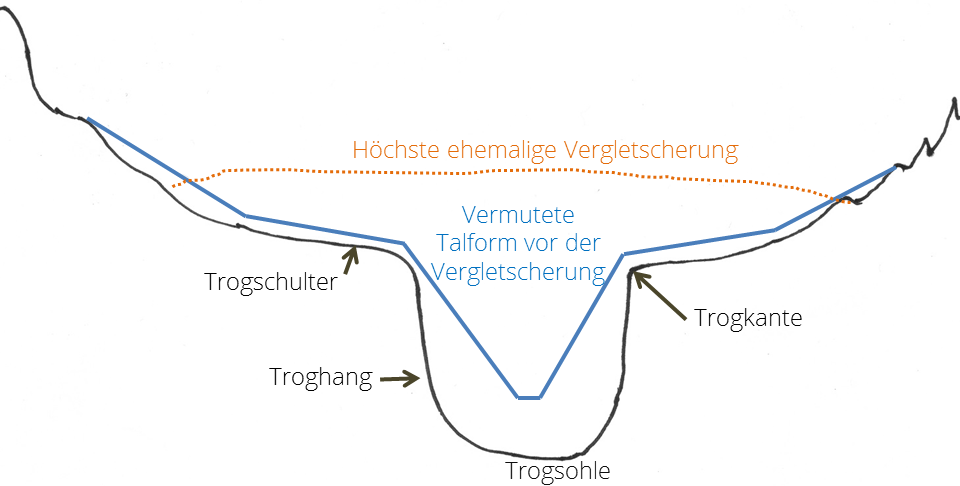 Höchste ehemalige Vergletscherung
Vermutete
Talform vor der
Vergletscherung
Trogschulter
Trogkante
Troghang
Trogsohle